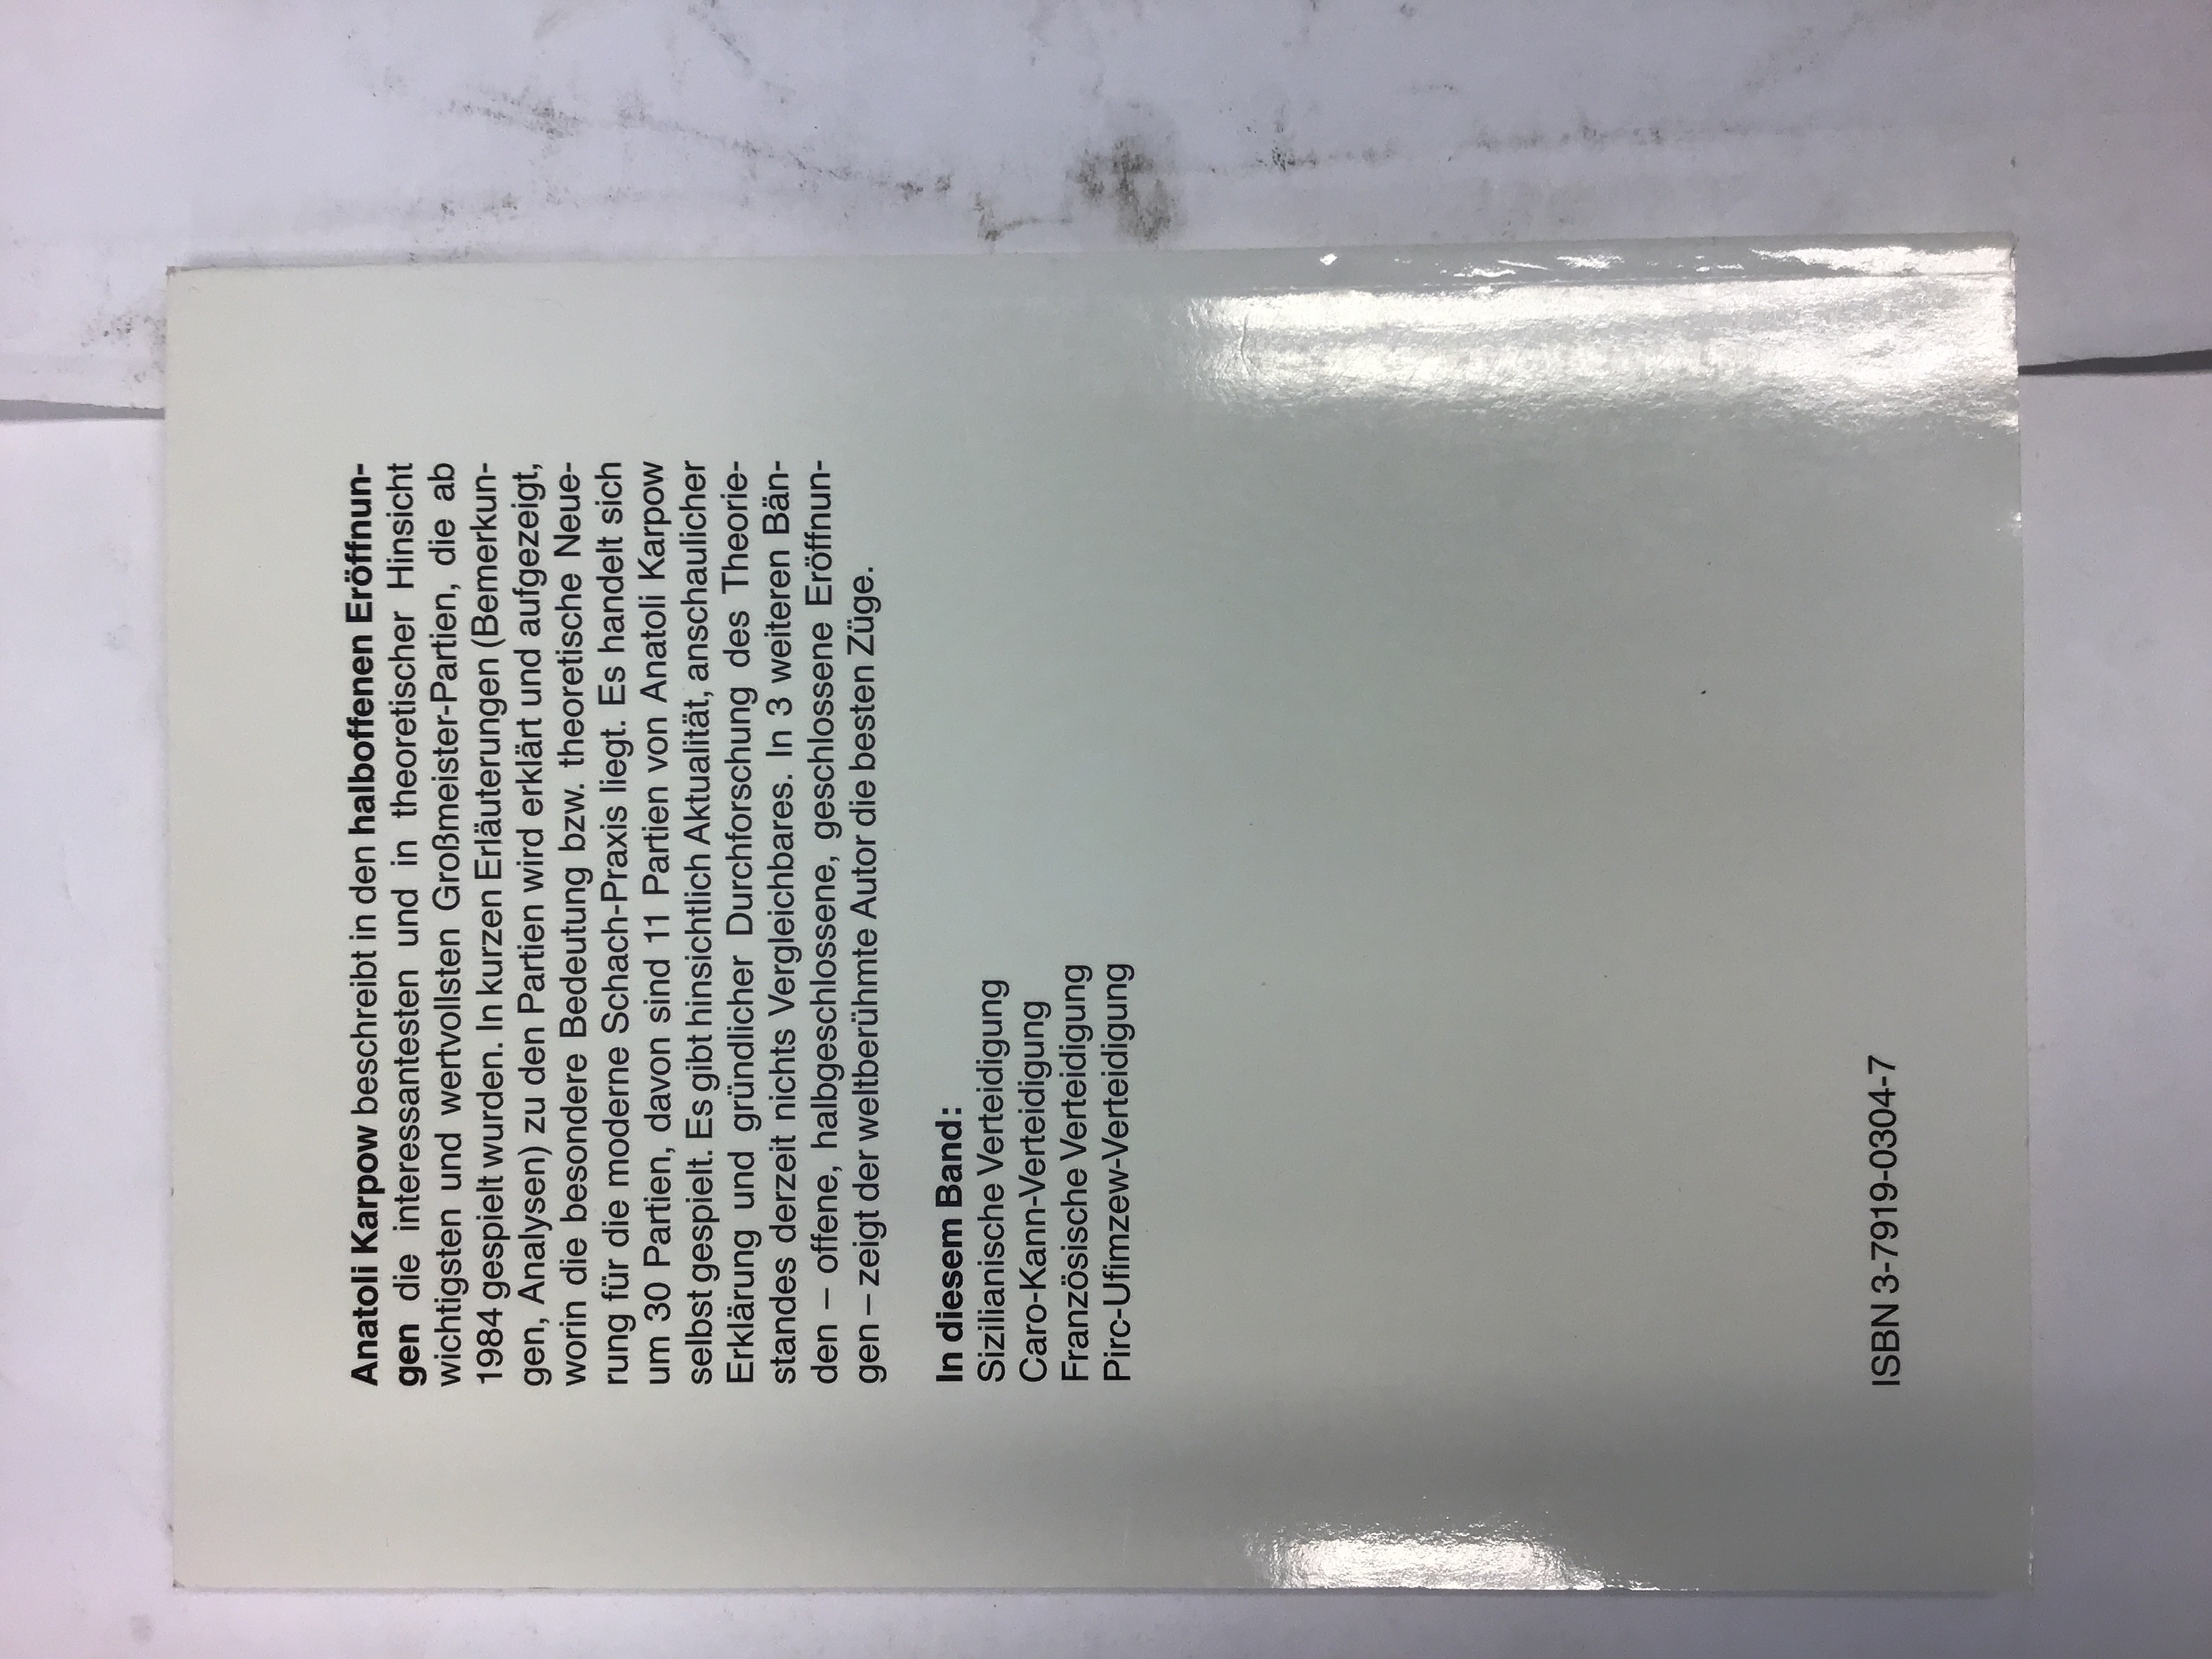 Anatoli Karpow beschreibt in den halboffenen Eröffnun-
gen die interessantesten und in theoretischer Hinsicht
wichtigsten und wertvollsten Großmeister-Partien, die ab
1984 gespielt wurden. In kurzen Erläuterungen (Bemerkun-
gen, Analysen) zu den Partien wird erklärt und aufgezeigt,
worin die besondere Bedeutung bzw. theoretische Neue-
rung für die moderne Schach-Praxis liegt. Es handelt sich
um 30 Partien, davon sind 11 Partien von Anatoli Karpow
selbst gespielt. Es gibt hinsichtlich Aktualität, anschaulicher
Erklärung und gründlicher Durchforschung des Theorie-
standes derzeit nichts Vergleichbares. In 3 weiteren Bän-
den – offene, halbgeschlossene, geschlossene Eröffnun-
gen – zeigt der weltberühmte Autor die besten Züge.
In diesem Band:
Sizilianische Verteidigung
Caro-Kann-Verteidigung
Französische Verteidigung
Pirc-Ufimzew-Verteidigung
ISBN 3-7919-0304-7